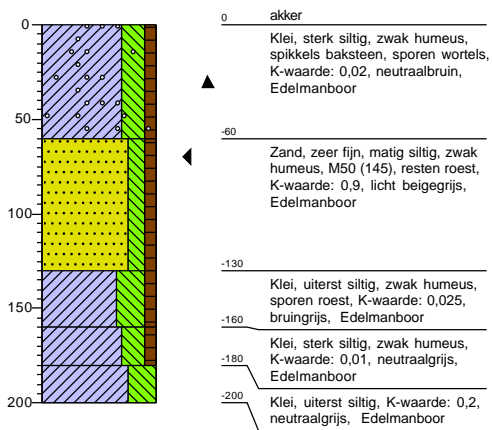 0
50
100
150
200
0
akker
Klei, sterk siltig, zwak humeus,
spikkels baksteen, sporen wortels,
K-waarde: 0,02, neutraalbruin,
Edelmanboor
-60
Zand, zeer fijn, matig siltig, zwak
humeus, M50 (145), resten roest,
K-waarde: 0,9, licht beigegrijs,
Edelmanboor
-130
Klei, uiterst siltig, zwak humeus,
sporen roest, K-waarde: 0,025,
bruingrijs, Edelmanboor
-160
Klei, sterk siltig, zwak humeus,
K-waarde: 0,01, neutraalgrijs,
Edelmanboor
-180
Klei, uiterst siltig, K-waarde: 0,2,
neutraalgrijs, Edelmanboor
-200